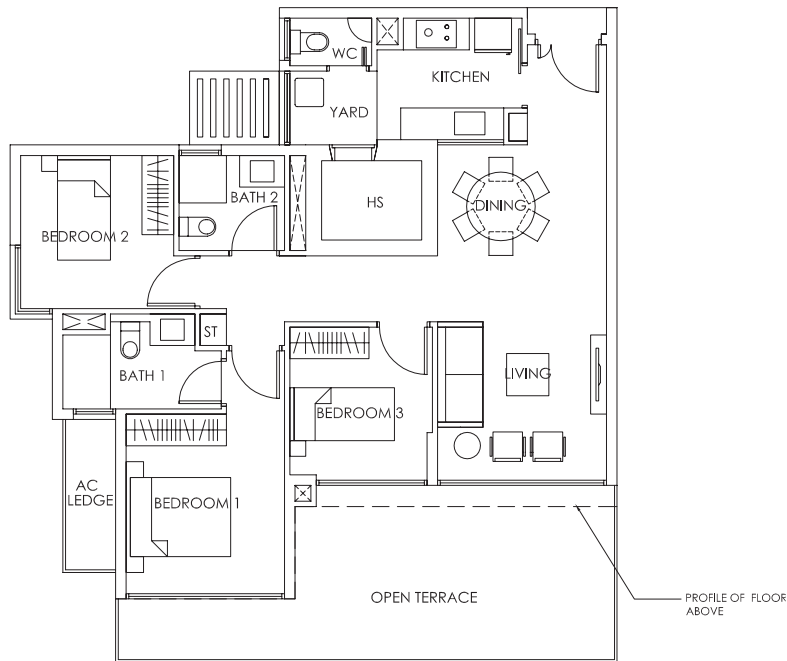 WC
KITCHEN
YARD
BATH 2
HS
DINING
BEDROOM 2
ST
BATH 1
LIVING
BEDROOM 3
AC
LEDGE
BEDROOM 1
OPEN TERRACE
PROFILE OF FLOOR
ABOVE